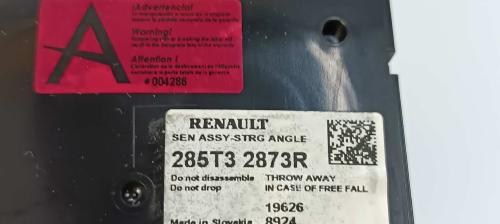 ¡Advertencia!
Warning!
Attention !
A
# 004286
RENAULT
SEN ASSY-STRG ANGLE
285T3 2873R
Do not disassemble THROW AWAY
Do not drop IN CASE OF FREE FALL
19626
Made in Slovakia 8924